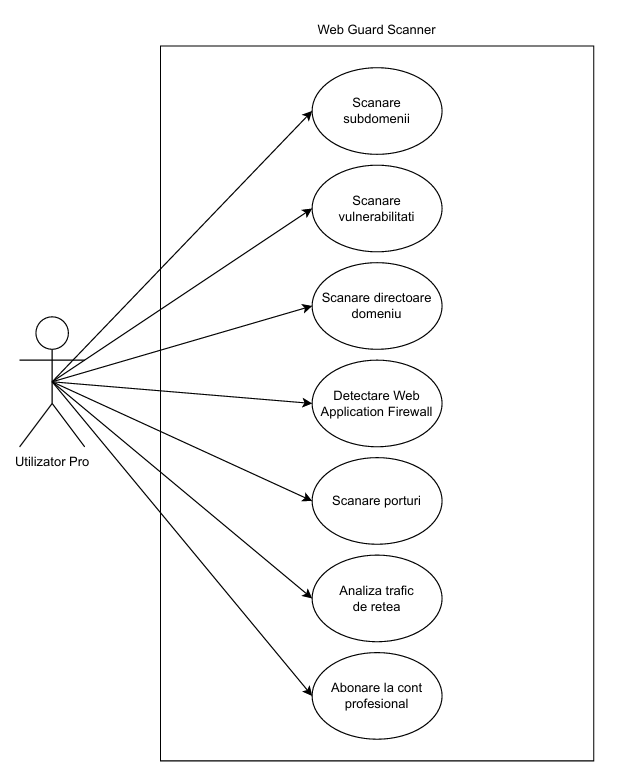 Web Guard Scanner
Scanare
subdomenii
Scanare
vulnerabilitati
Scanare directoare
domeniu
Detectare Web
Application Firewall
Utilizator Pro
Scanare porturi
Analiza trafic
de retea
Abonare la cont
profesional